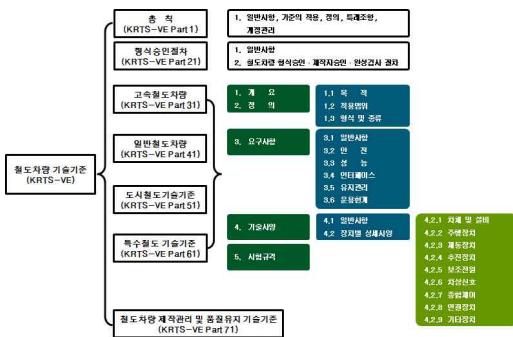 총 칙
(KRTS-VE Part 1)
1. 일반사항, 기준의 적용, 정의, 특례조항,
개정관리
형식승인절차
(KRTS-VE Part 21)
1. 일반사항
2. 철도차량 형식승인·제작자승인·완성검사 절차
고속철도차량
(KRTS-VE Part 31)
1. 개 요
2. 정 의
1.1 목 적
1.2 적용범위
1.3 형식 및 종류
일반철도차량
(KRTS-VE Part 41)
3. 요구사항
3.1 일반사항
3.2 안 전
3.3 성 능
3.4 인터페이스
3.5 유지관리
3.6 운용한계
철도차량 기술기준
(KRTS-VE)
도시철도기술기준
(KRTS-VE Part 51)
특수철도 기술기준
(KRTS-VE Part 61)
4. 기술사양
4.1 일반사항
4.2 장치별 상세사양
4.2.1 차체 및 설비
4.2.2 주행장치
4.2.3 제동장치
4.2.4 추진장치
4.2.5 보조전원
4.2.6 차상신호
4.2.7 종합제어
4.2.8 연결장치
4.2.9 기타장치
5. 시험규격
철도차량 제작관리 및 품질유지 기술기준
(KRTS-VE Part 71)